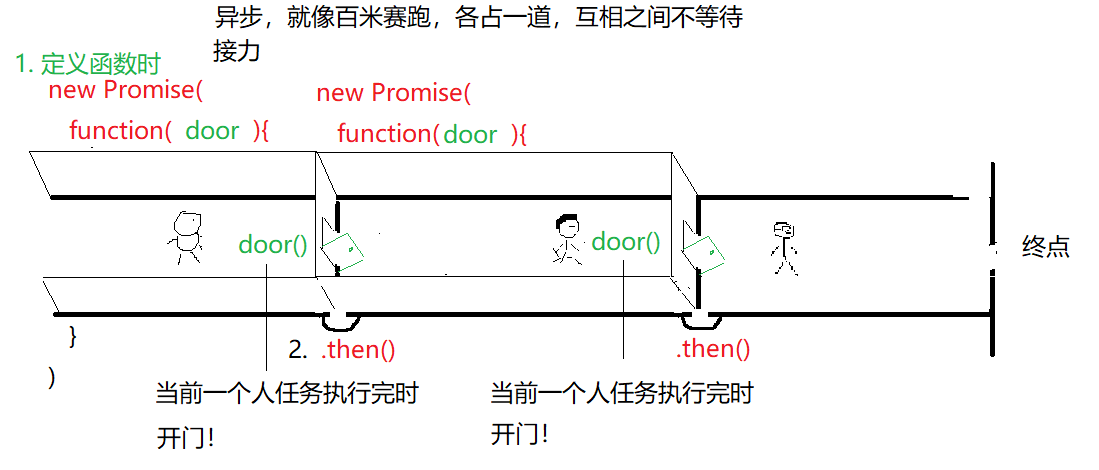 异步，就像百米赛跑，各占一道，互相之间不等待
接力
1. 定义函数时
new Promise(
new Promise(
function( door ){
function( door ){
door()
door()
终点
}
2. .then()
.then()
)
当前一个人任务执行完时
开门！
当前一个人任务执行完时
开门！